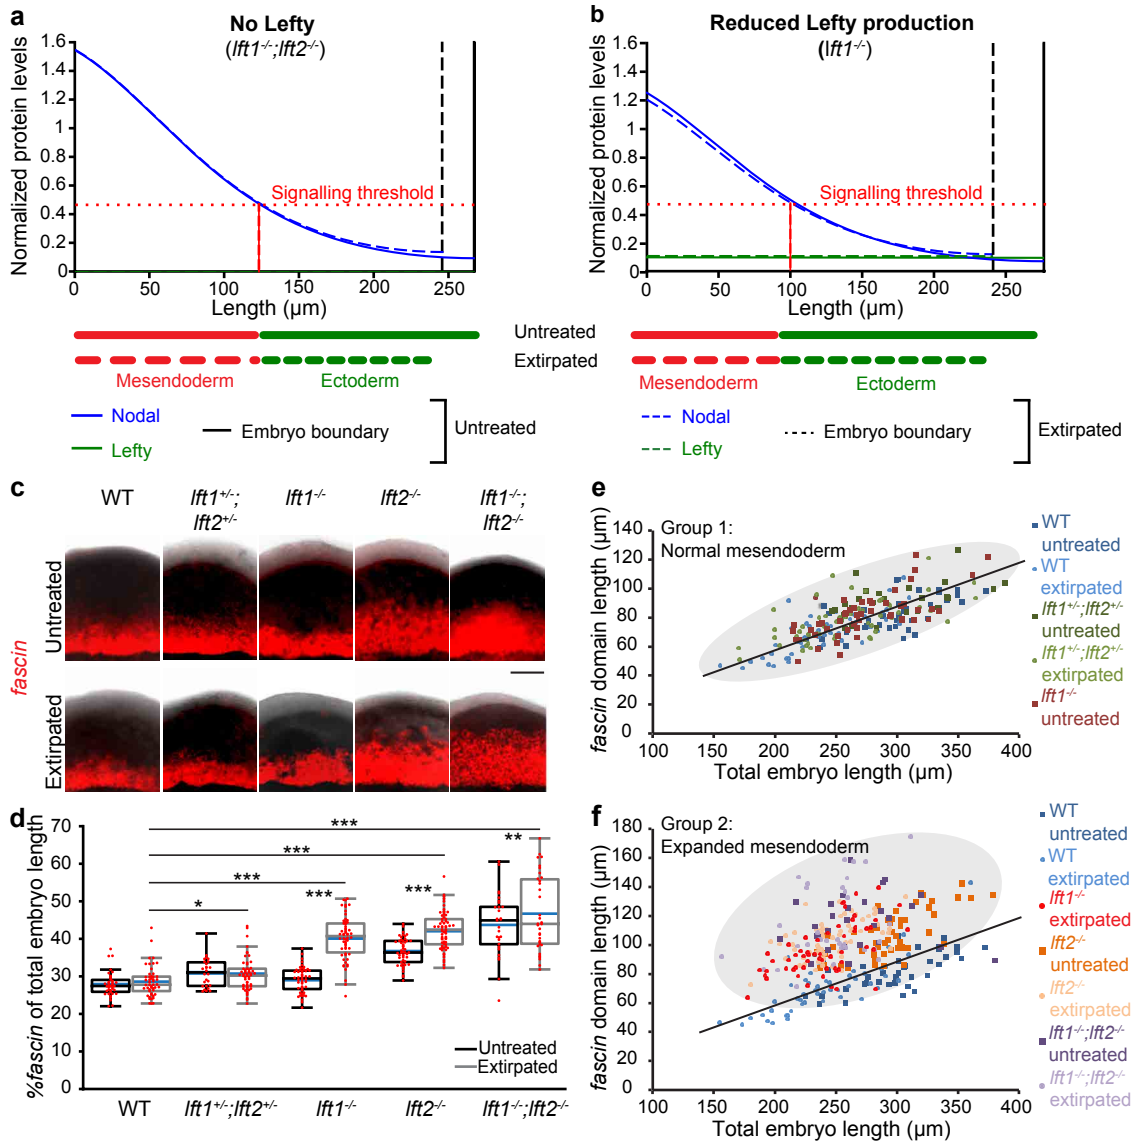 a
No Lefty
(lft1-/-;lft2-/-)
Normalized protein levels
1.6
1.4
1.2
1
0.8
0.6
0.4
0.2
0
Signalling threshold
0 50 100 150 200 250
Length (µm)
b
Reduced Lefty production
(lft1-/-)
Normalized protein levels
1.6
1.4
1.2
1
0.8
0.6
0.4
0.2
0
Signalling threshold
0 50 100 150 200 250
Length (µm)
Untreated
Extirpated
Mesendoderm Ectoderm
Mesendoderm Ectoderm
Nodal
Lefty
Embryo boundary
Untreated
Nodal
Lefty
Embryo boundary
Extirpated
c
WT
lft1+/-;
lft2+/-
lft1-/-
lft2-/-
lft1-/-;
lft2-/-
fascin
Untreated
Extirpated
d
%fascin of total embryo length
70
60
50
40
30
20
10
0
***
***
***
*
***
***
**
Untreated
Extirpated
WT lft1+/-;lft2+/- lft1-/- lft2-/- lft1-/-;lft2-/-
e
Group 1:
Normal mesendoderm
fascin domain length (µm)
140
120
100
80
60
40
20
0
100 150 200 250 300 350 400
Total embryo length (µm)
WT
untreated
WT
extirpated
lft1+/-;lft2+/-
untreated
lft1+/-;lft2+/-
extirpated
lft1-/-
untreated
f
Group 2:
Expanded mesendoderm
fascin domain length (µm)
180
160
140
120
100
80
60
40
20
0
100 150 200 250 300 350 400
Total embryo length (µm)
WT
untreated
WT
extirpated
lft1-/-
extirpated
lft2-/-
untreated
lft2-/-
extirpated
lft1-/-;lft2-/-
untreated
lft1-/-;lft2-/-
extirpated